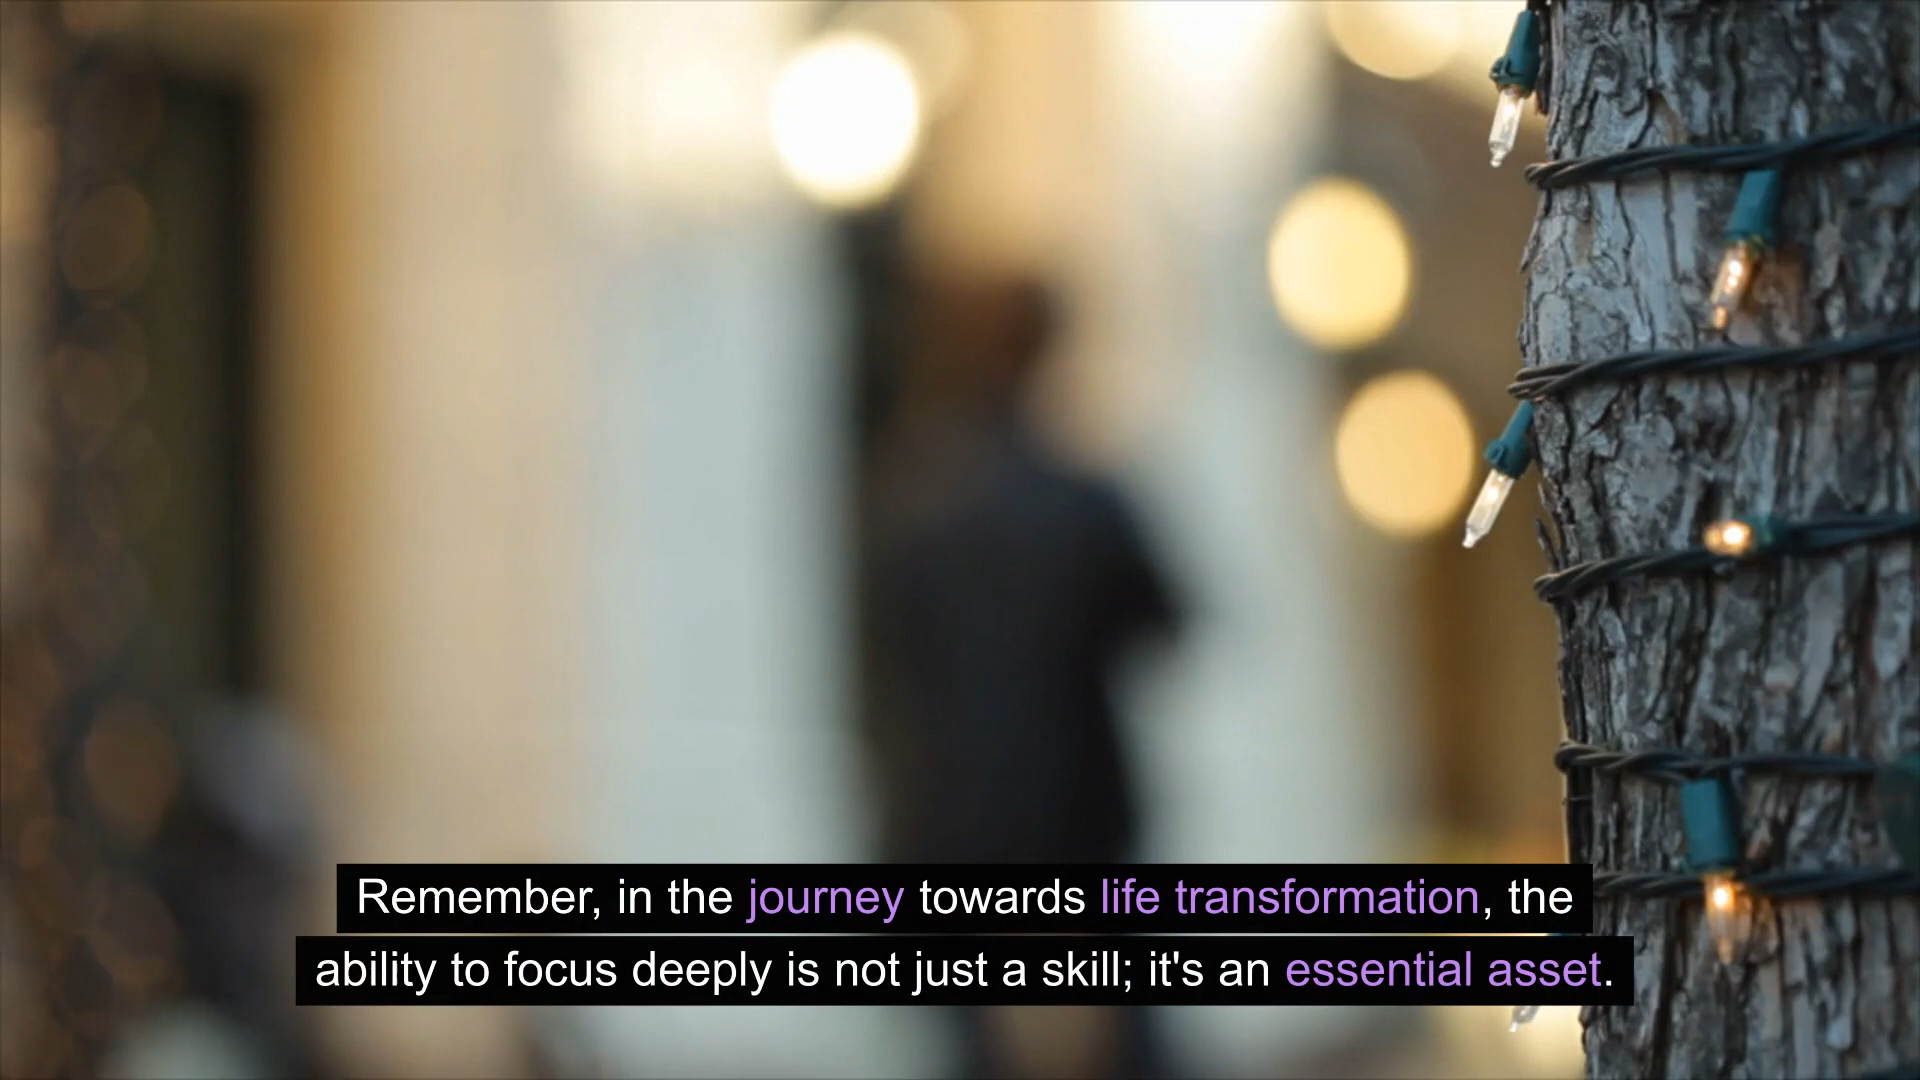 Remember, in the journey towards life transformation, the
ability to focus deeply is not just a skill; it's an essential asset.